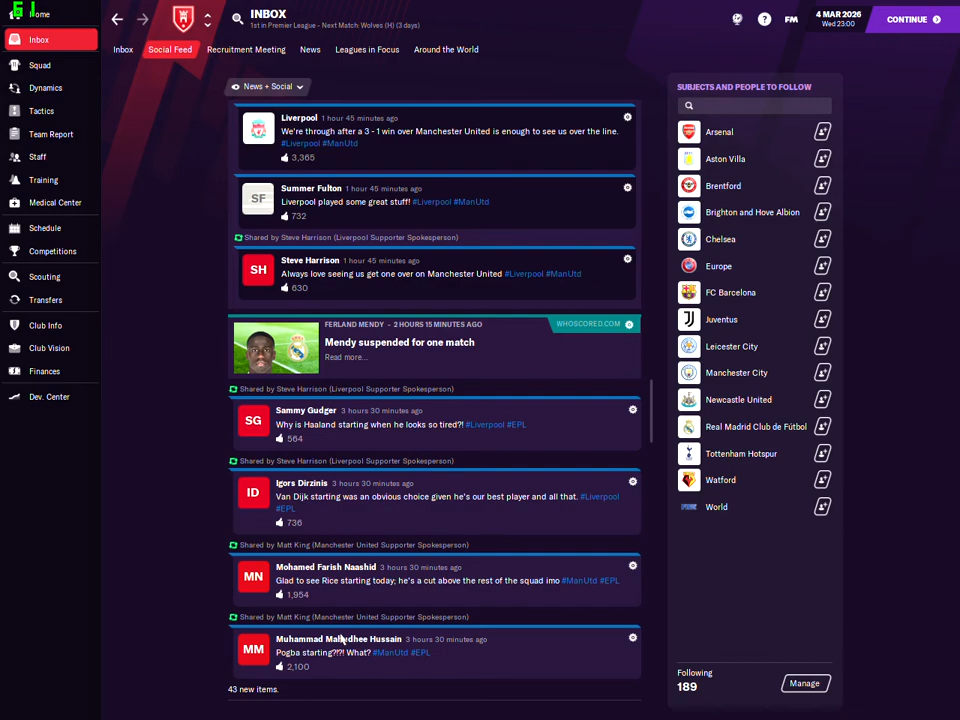 Home
INBOX
1st in Premier League - Next Match: Wolves (H) (3 days)
FM
4 MAR 2026
Wed 23:00
CONTINUE
Inbox
Squad
Dynamics
Tactics
Team Report
Staff
Training
Medical Center
Schedule
Competitions
Scouting
Transfers
Club Info
Club Vision
Finances
Dev. Center
Inbox Social Feed Recruitment Meeting News Leagues in Focus Around the World
News + Social
Liverpool 1 hour 45 minutes ago
We're through after a 3 - 1 win over Manchester United is enough to see us over the line.
#Liverpool #ManUtd
3,365
SF
Summer Fulton 1 hour 45 minutes ago
Liverpool played some great stuff! #Liverpool #ManUtd
732
Shared by Steve Harrison (Liverpool Supporter Spokesperson)
SH
Steve Harrison 1 hour 45 minutes ago
Always love seeing us get one over on Manchester United #Liverpool #ManUtd
630
FERLAND MENDY - 2 HOURS 15 MINUTES AGO
WHOSCORED.COM
Mendy suspended for one match
Read more...
Shared by Steve Harrison (Liverpool Supporter Spokesperson)
SG
Sammy Gudger 3 hours 30 minutes ago
Why is Haaland starting when he looks so tired?! #Liverpool #EPL
564
Shared by Steve Harrison (Liverpool Supporter Spokesperson)
ID
Igors Dirzinis 3 hours 30 minutes ago
Van Dijk starting was an obvious choice given he's our best player and all that. #Liverpool
#EPL
736
Shared by Matt King (Manchester United Supporter Spokesperson)
MN
Mohamed Farish Naashid 3 hours 30 minutes ago
Glad to see Rice starting today; he's a cut above the rest of the squad imo #ManUtd #EPL
1,954
Shared by Matt King (Manchester United Supporter Spokesperson)
MM
Muhammad Hussain 3 hours 30 minutes ago
Pogba starting?!?! What? #ManUtd #EPL
2,100
43 new items.
SUBJECTS AND PEOPLE TO FOLLOW
Arsenal
Aston Villa
Brentford
Brighton and Hove Albion
Chelsea
Europe
FC Barcelona
Juventus
Leicester City
Manchester City
Newcastle United
Real Madrid Club de Fútbol
Tottenham Hotspur
Watford
World
Following
189
Manage